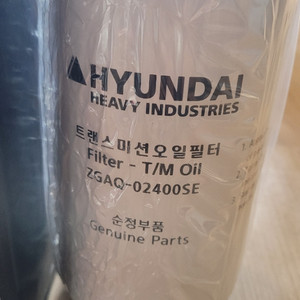 HYUNDAI
HEAVY INDUSTRIES
트랜스미션오일필터
Filter - T/M Oil
ZGAQ-02400SE
순정부품
Genuine Parts